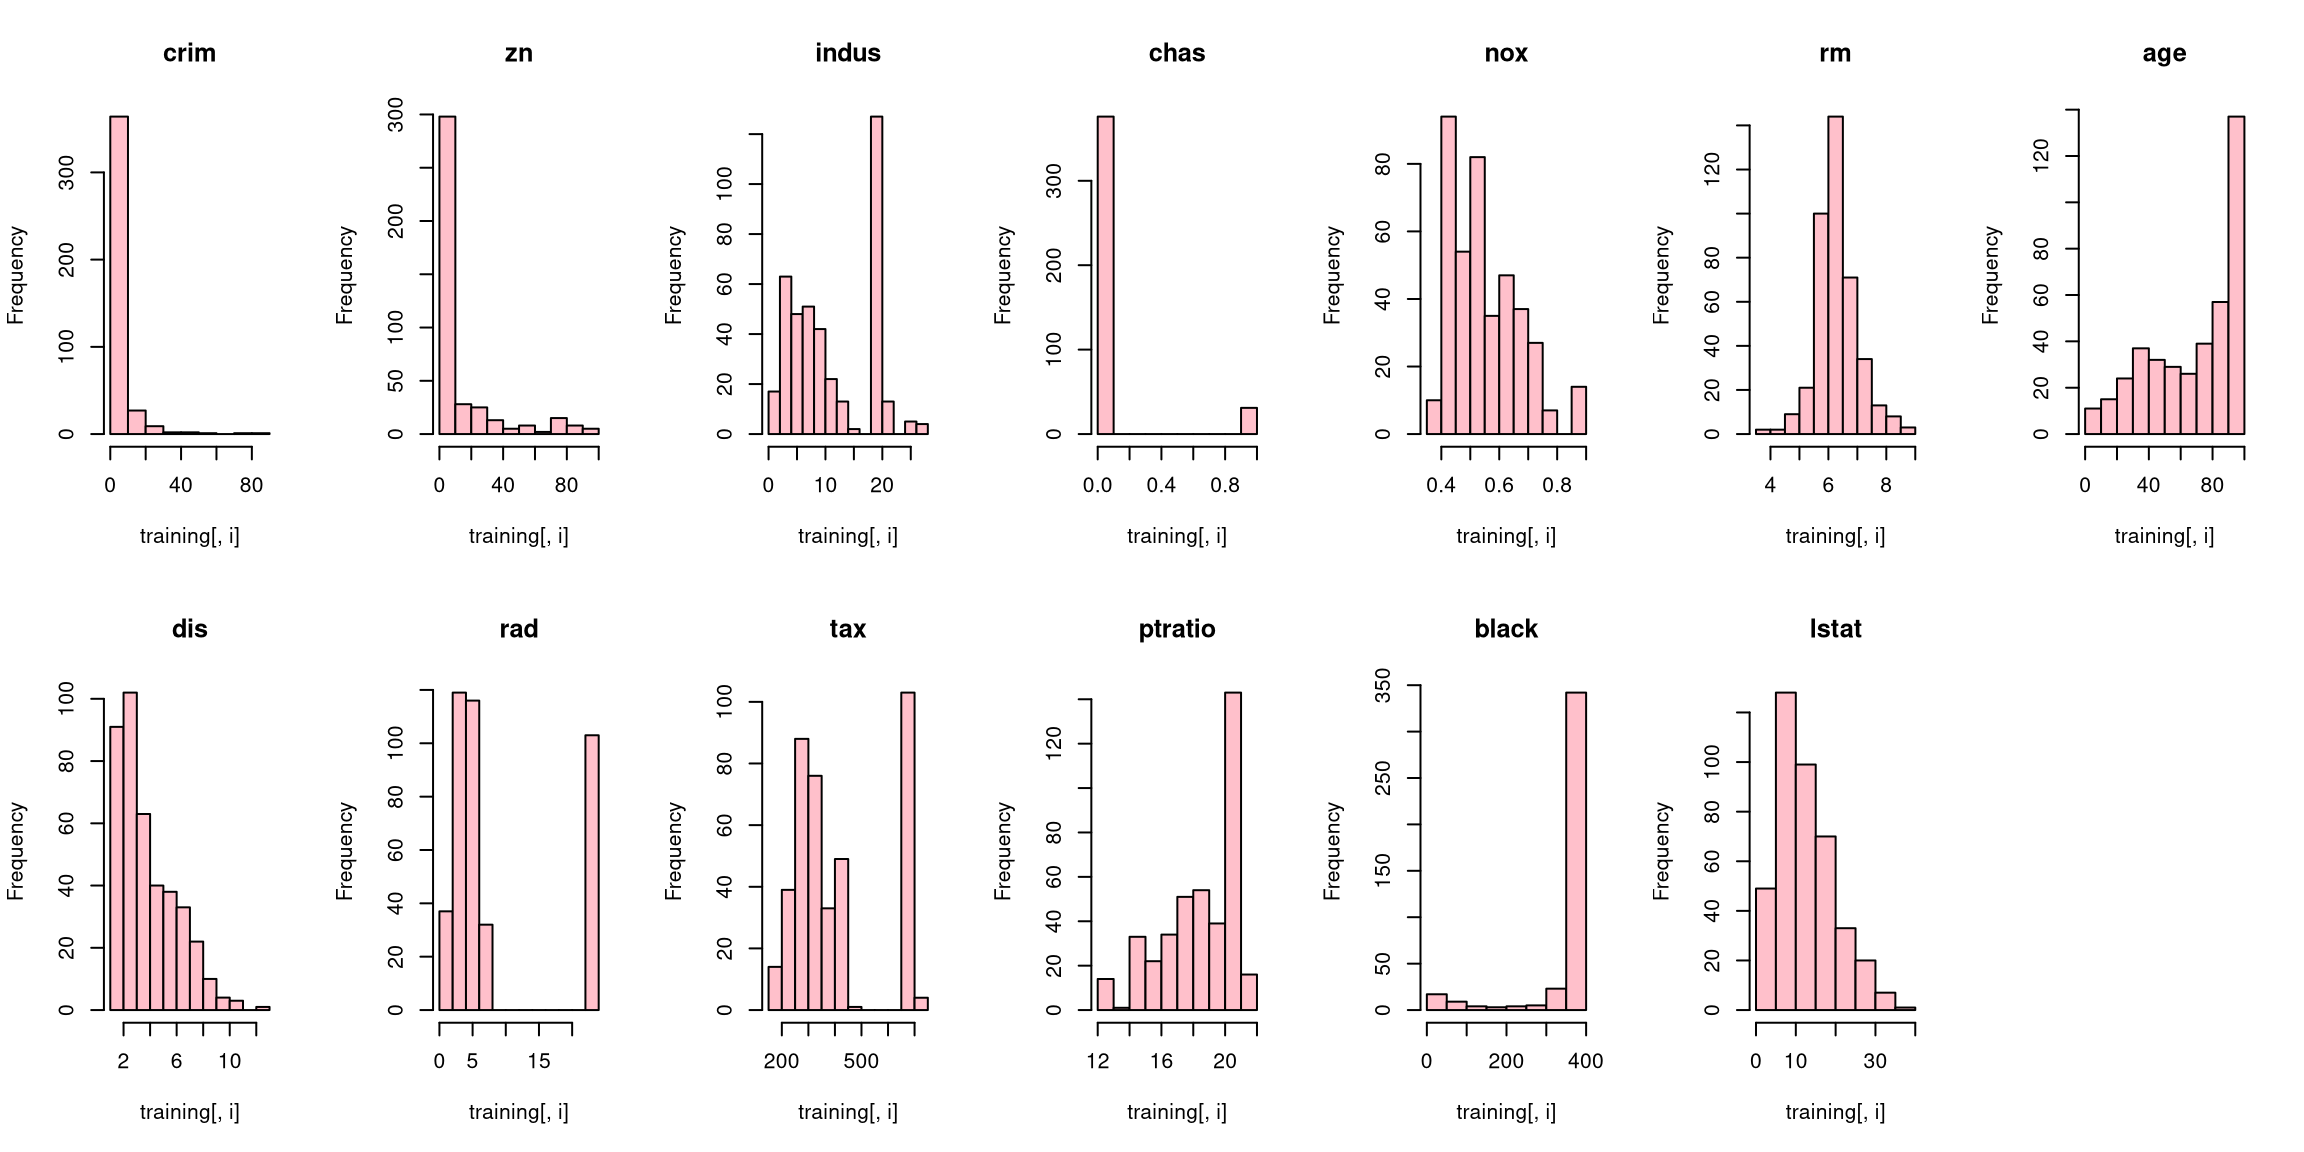 crim
Frequency
0 100 200 300
0 40 80
training[, i]
zn
Frequency
0 50 100 200 300
0 40 80
training[, i]
indus
Frequency
0 20 40 60 80 100
0 10 20
training[, i]
chas
Frequency
0 100 200 300
0.0 0.4 0.8
training[, i]
nox
Frequency
0 20 40 60 80
0.4 0.6 0.8
training[, i]
rm
Frequency
0 20 40 60 80 120
4 6 8
training[, i]
age
Frequency
0 20 40 60 80 120
0 40 80
training[, i]
dis
Frequency
0 20 40 60 80 100
2 6 10
training[, i]
rad
Frequency
0 20 40 60 80 100
0 5 15
training[, i]
tax
Frequency
0 20 40 60 80 100
200 500
training[, i]
ptratio
Frequency
0 20 40 60 80 120
12 16 20
training[, i]
black
Frequency
0 50 150 250 350
0 200 400
training[, i]
lstat
Frequency
0 20 40 60 80 100
0 10 30
training[, i]